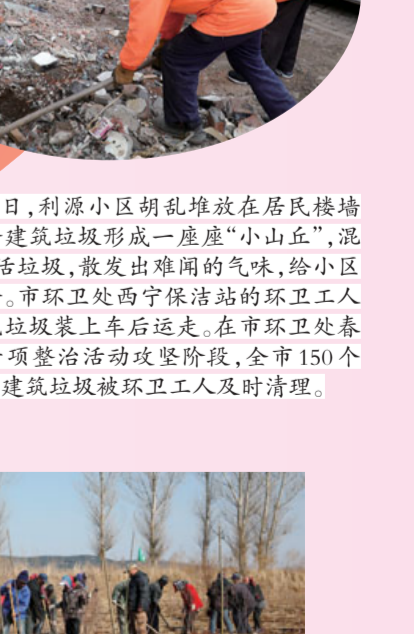 日,利源小区胡乱堆放在居民楼墙
建筑垃圾形成一座座“小山丘”,混
活垃圾,散发出难闻的气味,给小区
。市环卫处西宁保洁站的环卫工人
垃圾装上车后运走。在市环卫处春
项整治活动攻坚阶段,全市150个
建筑垃圾被环卫工人及时清理。